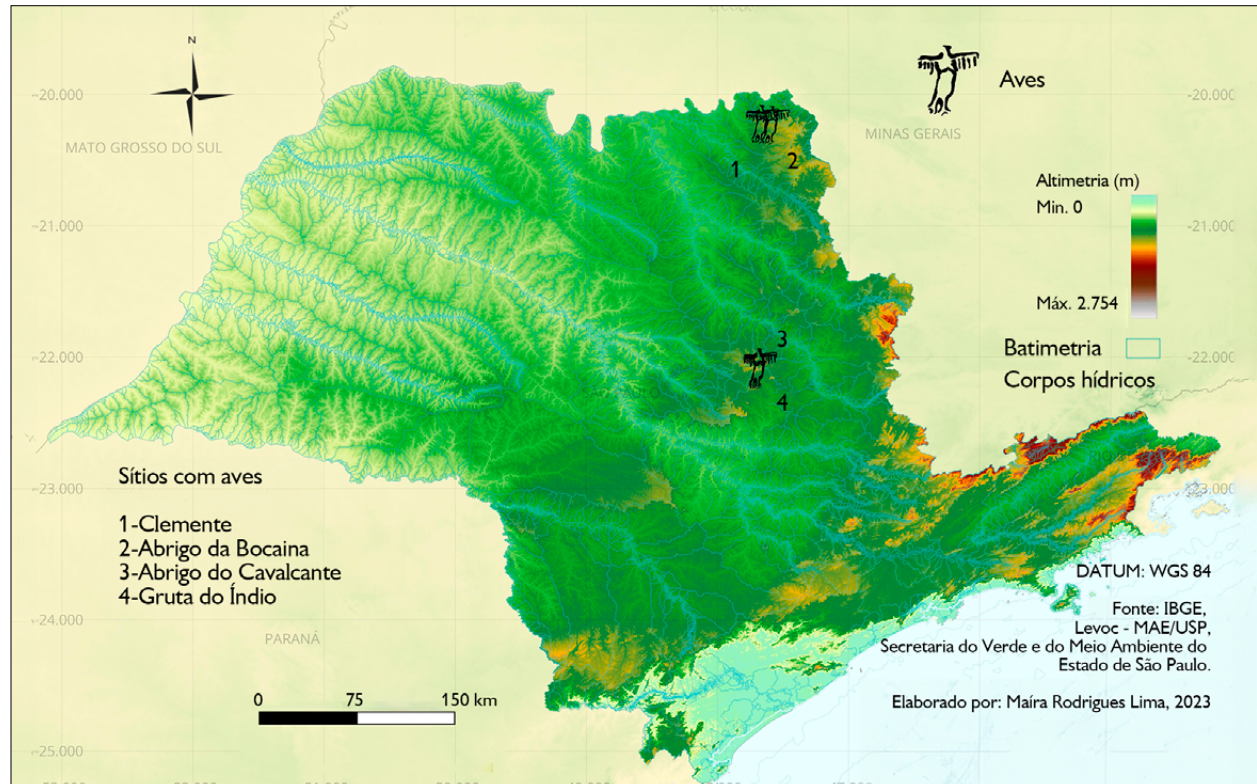 N
Aves
-20.000
-20.000
MATO GROSSO DO SUL
MINAS GERAIS
1
2
Altimetria (m)
Min. 0
Máx. 2.754
-21.000
-21.000
3
4
-22.000
-22.000
Batimetria
Corpos hídricos
Sítios com aves
1-Clemente
2-Abrigo da Bocaina
3-Abrigo do Cavalcante
4-Gruta do Índio
-23.000
-23.000
DATUM: WGS 84
Fonte: IBGE,
Levoc - MAE/USP,
Secretaria do Verde e do Meio Ambiente do
Estado de São Paulo.
-24.000
PARANÁ
0 75 150 km
Elaborado por: Maíra Rodrigues Lima, 2023
-25.000